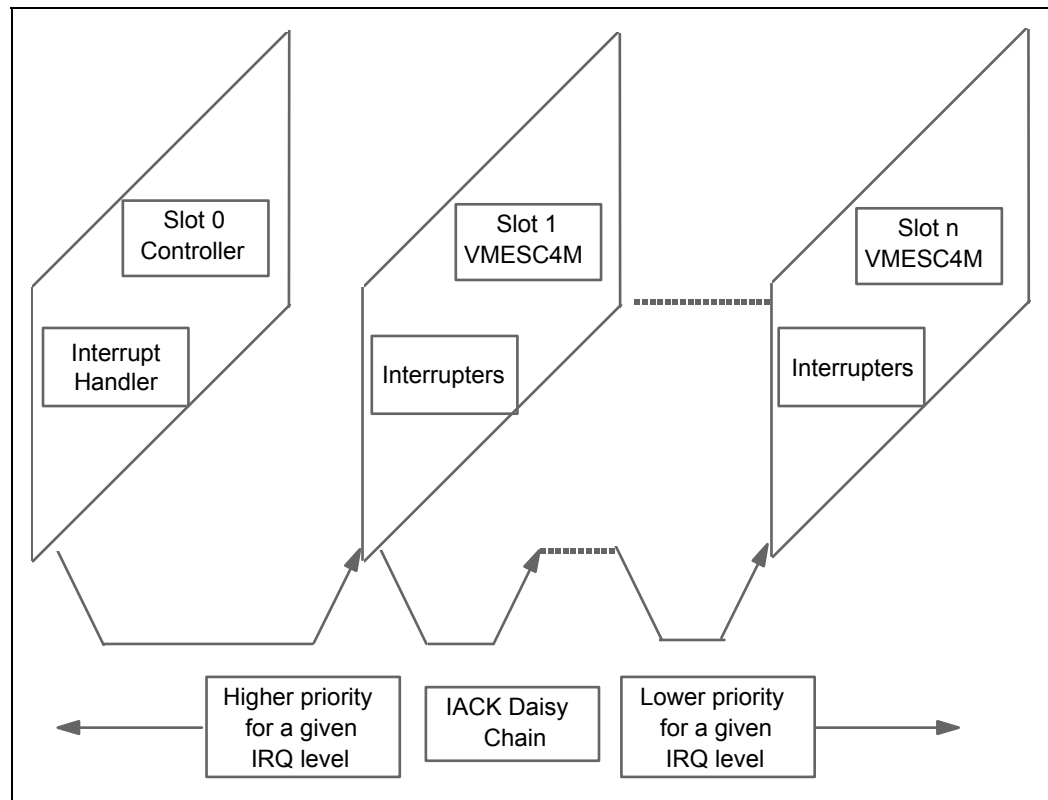 Slot 0
Controller
Slot 1
VMESC4M
Slot n
VMESC4M
Interrupt
Handler
Interrupters
Interrupters
Higher priority
for a given
IRQ level
IACK Daisy
Chain
Lower priority
for a given
IRQ level